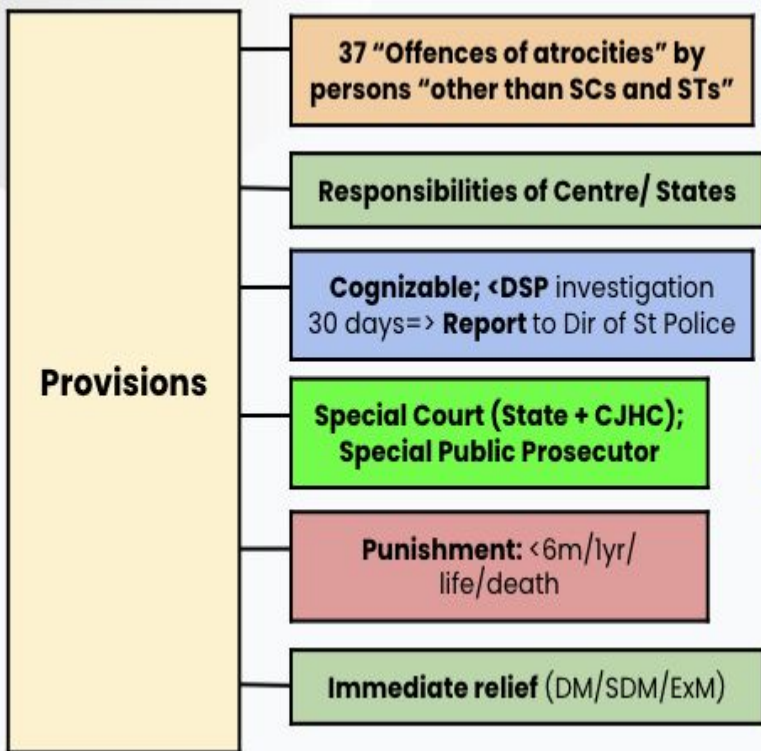 Provisions
37 “Offences of atrocities” by
persons “other than SCs and STs”
Responsibilities of Centre/ States
Cognizable; <DSP investigation
30 days=> Report to Dir of St Police
Special Court (State + CJHC);
Special Public Prosecutor
Punishment: <6m/1yr/
life/death
Immediate relief (DM/SDM/ExM)